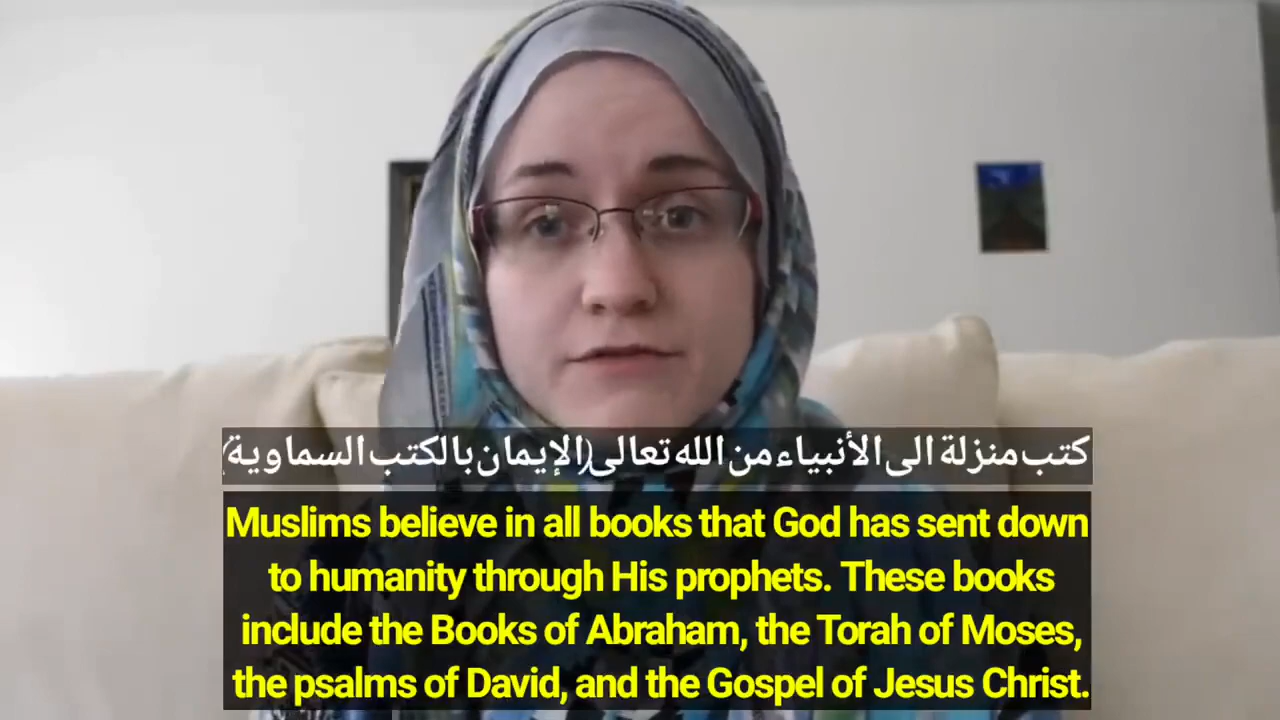 كتب منزلة الى الأنبياء من الله تعالى(الإيمان بالكتب السماوية)
Muslims believe in all books that God has sent down
to humanity through His prophets. These books
include the Books of Abraham, the Torah of Moses,
the psalms of David, and the Gospel of Jesus Christ.